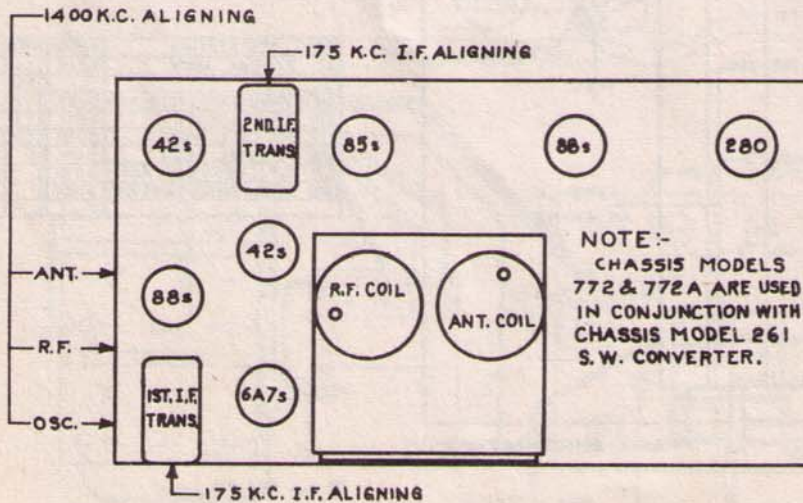 1400 K.C. ALIGNING
175 K.C. I.F. ALIGNING
42s
2ND. I.F.
TRANS.
85s
88s
280
42s
NOTE:-
CHASSIS MODELS
772 & 772A ARE USED
IN CONJUNCTION WITH
CHASSIS MODEL 261
S.W. CONVERTER.
ANT.
88s
R.F. COIL
ANT. COIL
R.F.
1ST. I.F.
TRANS.
6A7s
OSC.
175 K.C. I.F. ALIGNING